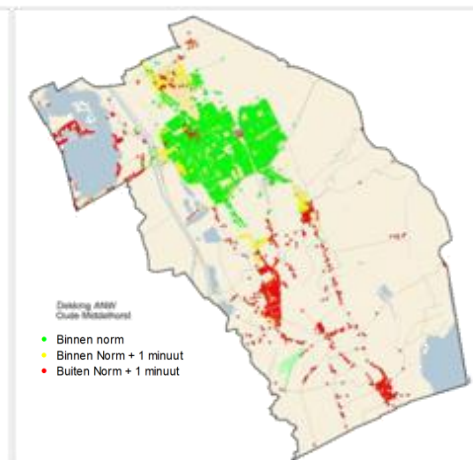 Dekking ANW
Oude Middelhorst
Binnen norm
Binnen Norm + 1 minuut
Buiten Norm + 1 minuut